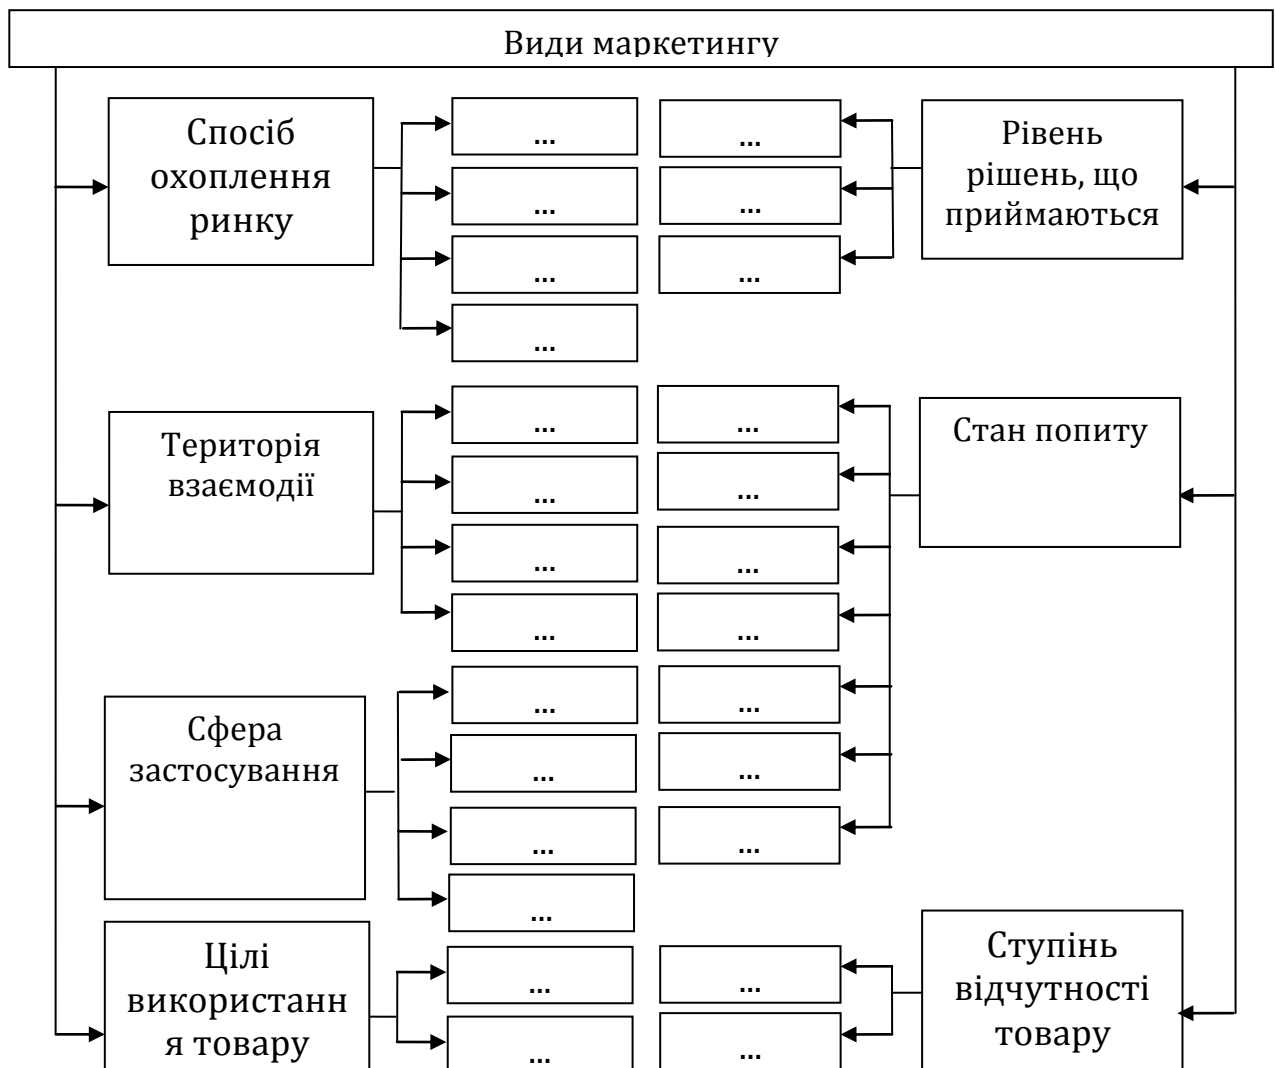 Види маркетингу
Спосіб
охоплення
ринку
...
...
...
...
...
...
...
Рівень
рішень, що
приймаються
Територія
взаємодії
...
...
...
...
...
...
...
...
...
...
...
Стан попиту
Сфера
застосування
...
...
...
...
Цілі
використанн
я товару
...
...
...
...
Ступінь
відчутності
товару